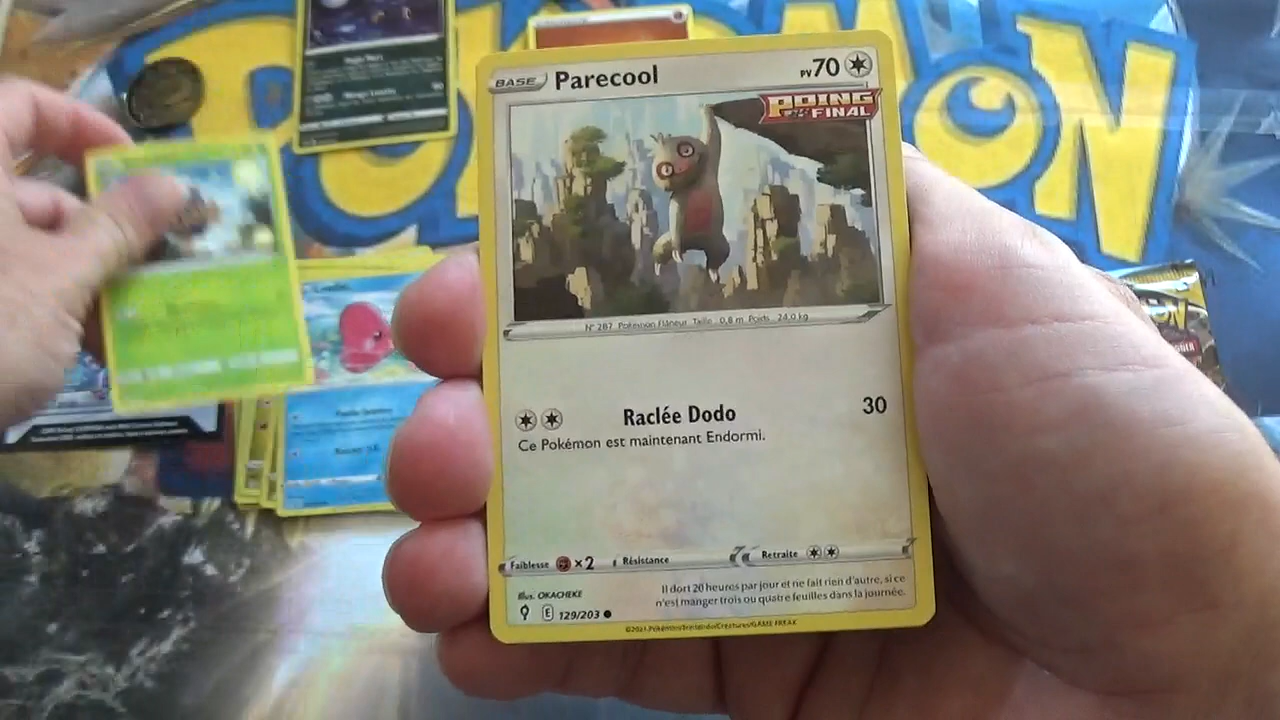 POKÉMON
BASE Parecool PV70
POING FINAL
N° 287 Pokémon Flâneur Taille 0,8 m Poids 24,0 kg
Raclée Dodo 30
Ce Pokémon est maintenant Endormi.
Faiblesse ×2 Résistance Retraite
Il dort 20 heures par jour et ne fait rien d'autre, si ce
n'est manger trois ou quatre feuilles dans la journée.
Illus. OKACHEKE
E 129/203
©2021 Pokémon/Nintendo/Creatures/GAME FREAK